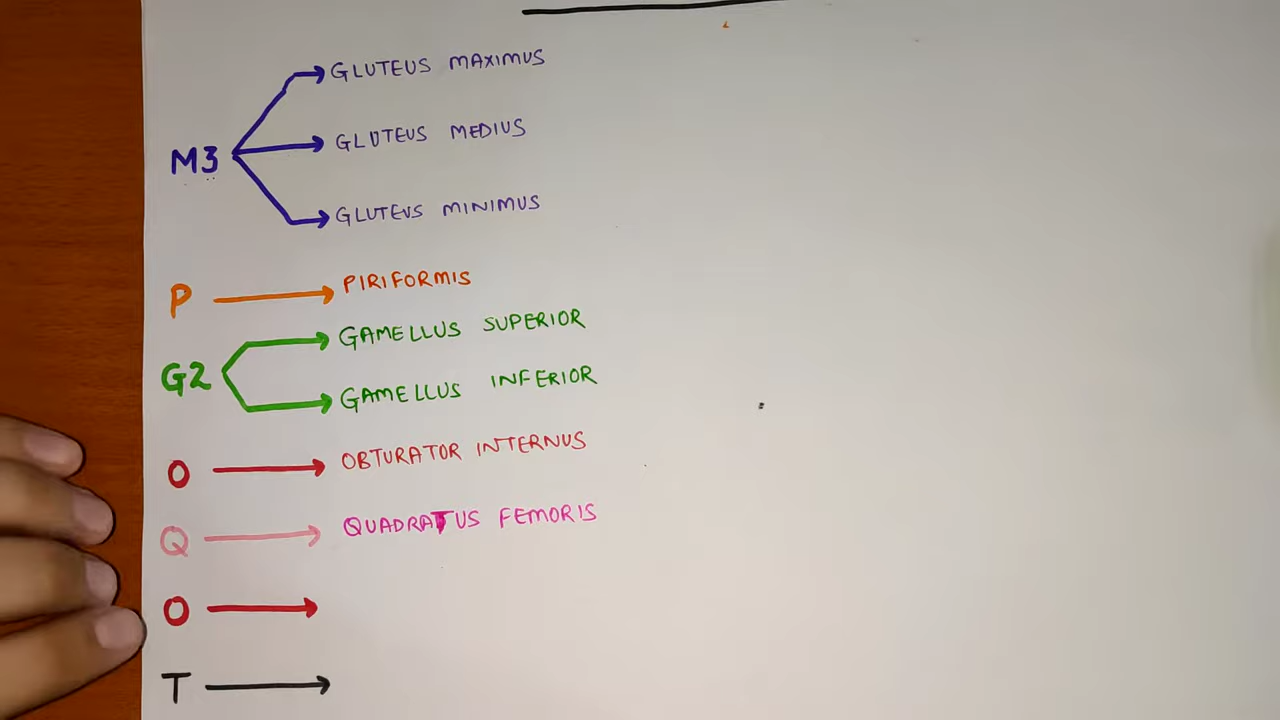 GLUTEUS MAXIMUS
GLUTEUS MEDIUS
M3
GLUTEUS MINIMUS
P PIRIFORMIS
GAMELLUS SUPERIOR
G2
GAMELLUS INFERIOR
O OBTURATOR INTERNUS
Q QUADRATUS FEMORIS
O
T